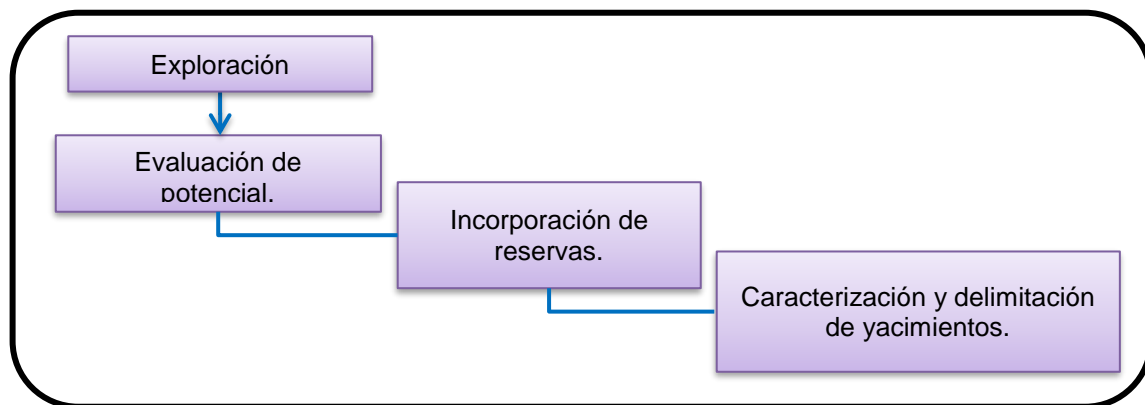 Exploración
Evaluación de
potencial.
Incorporación de
reservas.
Caracterización y delimitación
de yacimientos.